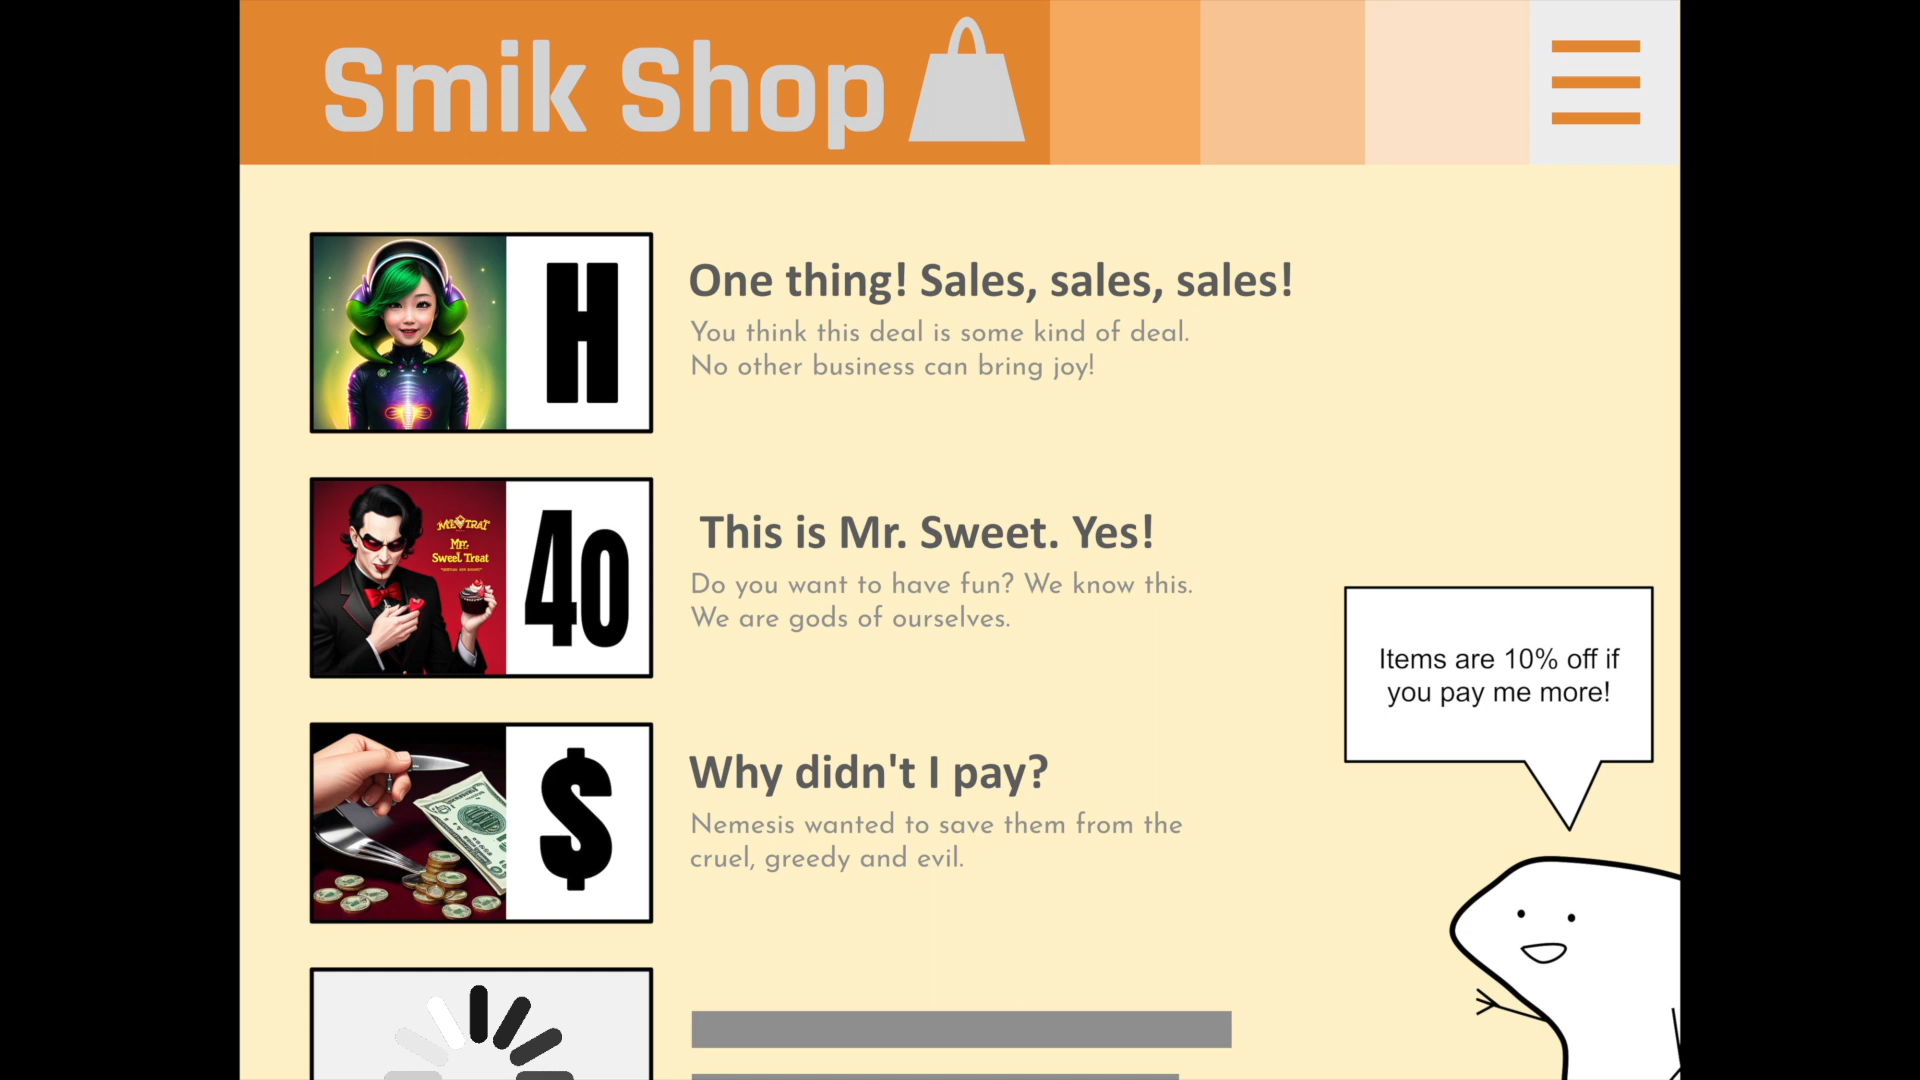 Smik Shop
H
One thing! Sales, sales, sales!
You think this deal is some kind of deal.
No other business can bring joy!
Mr.
Sweet Treat
40
This is Mr. Sweet. Yes!
Do you want to have fun? We know this.
We are gods of ourselves.
Items are 10% off if
you pay me more!
$
Why didn't I pay?
Nemesis wanted to save them from the
cruel, greedy and evil.